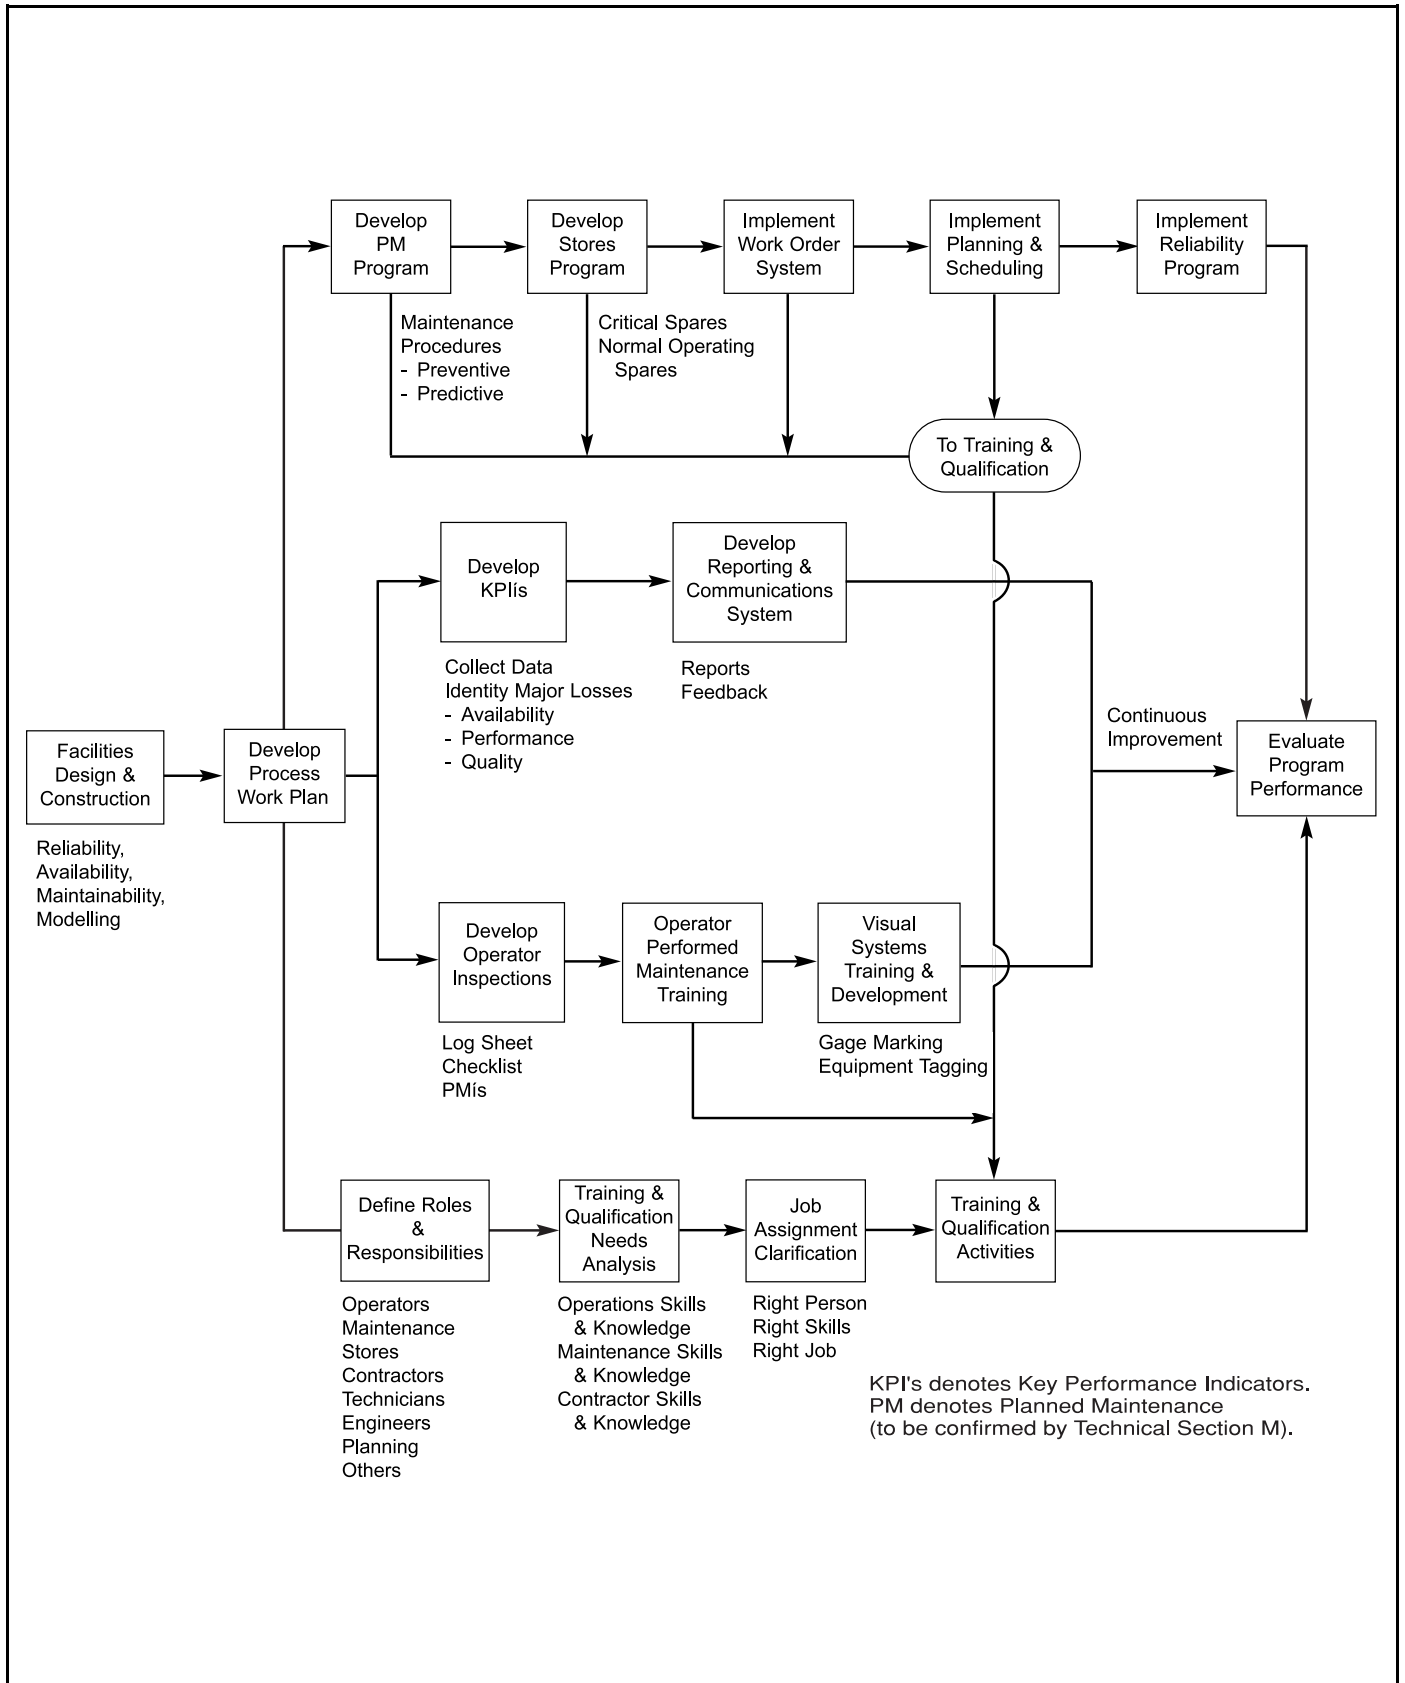 Develop
PM
Program
Develop
Stores
Program
Implement
Work Order
System
Implement
Planning &
Scheduling
Implement
Reliability
Program
Maintenance
Procedures
- Preventive
- Predictive
Critical Spares
Normal Operating
Spares
To Training &
Qualification
Develop
KPIís
Develop
Reporting &
Communications
System
Collect Data
Identity Major Losses
- Availability
- Performance
- Quality
Reports
Feedback
Continuous
Improvement
Facilities
Design &
Construction
Develop
Process
Work Plan
Evaluate
Program
Performance
Reliability,
Availability,
Maintainability,
Modelling
Develop
Operator
Inspections
Operator
Performed
Maintenance
Training
Visual
Systems
Training &
Development
Log Sheet
Checklist
PMís
Gage Marking
Equipment Tagging
Define Roles
&
Responsibilities
Training &
Qualification
Needs
Analysis
Job
Assignment
Clarification
Training &
Qualification
Activities
Operators
Maintenance
Stores
Contractors
Technicians
Engineers
Planning
Others
Operations Skills
& Knowledge
Maintenance Skills
& Knowledge
Contractor Skills
& Knowledge
Right Person
Right Skills
Right Job
KPI's denotes Key Performance Indicators.
PM denotes Planned Maintenance
(to be confirmed by Technical Section M).